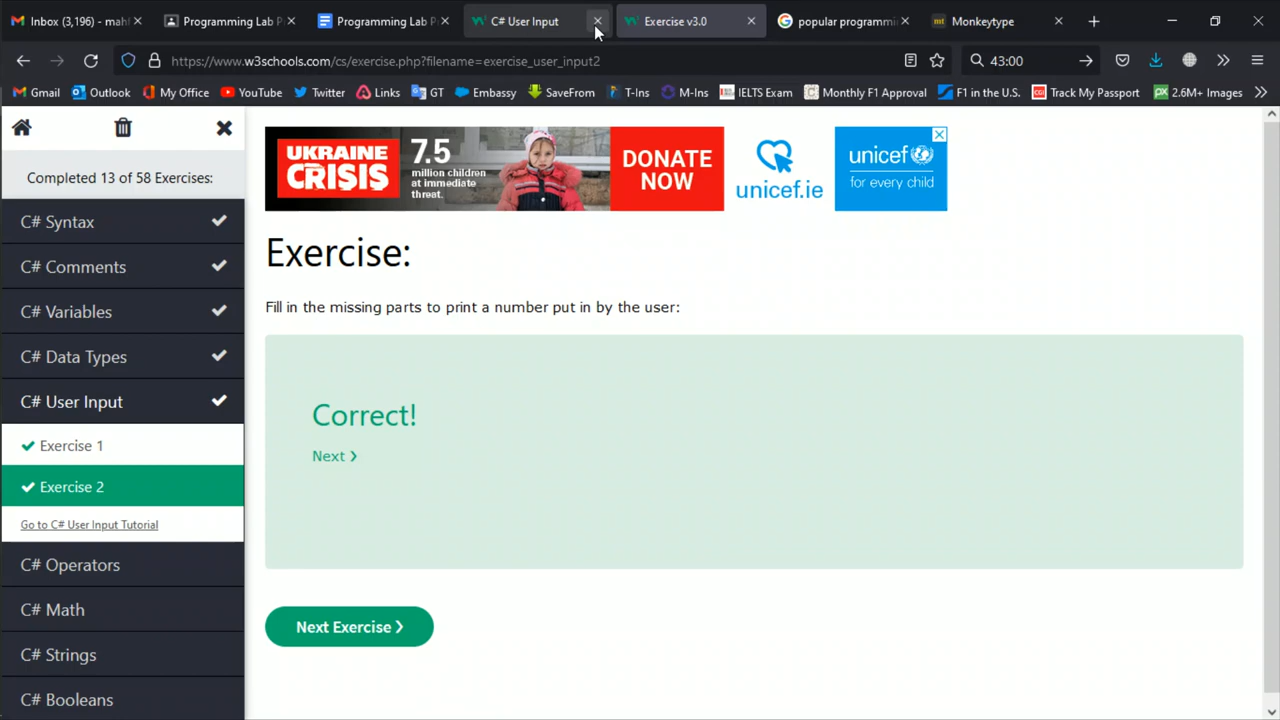 Inbox (3,196) - mah
Programming Lab P
Programming Lab P
C# User Input
Exercise v3.0
popular programmi
Monkeytype
https://www.w3schools.com/cs/exercise.php?filename=exercise_user_input2
43:00
Gmail
Outlook
My Office
YouTube
Twitter
Links
GT
Embassy
SaveFrom
T-Ins
M-Ins
IELTS Exam
Monthly F1 Approval
F1 in the U.S.
Track My Passport
2.6M+ Images
Complered 13 of 58 Exercises:
C# Syntax
C# Comments
C# Variables
C# Data Types
C# User Input
Exercise 1
Exercise 2
Go to C# User Input Tutorial
C# Operators
C# Math
C# Strings
C# Booleans
UKRAINE
CRISIS
7.5
million children
at immediate
threat.
DONATE
NOW
unicef.ie
unicef
for every child
Exercise:
Fill in the missing parts to print a number put in by the user:
Correct!
Next ❯
Next Exercise ❯